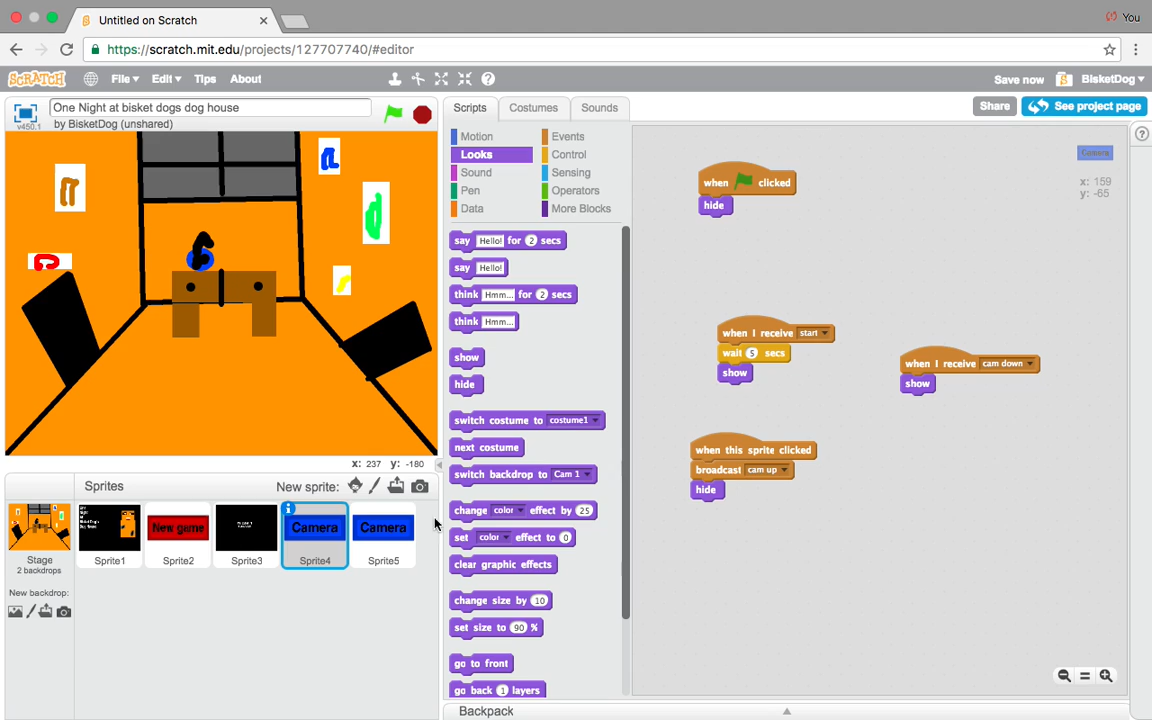 Untitled on Scratch
You
https://scratch.mit.edu/projects/127707740/#editor
SCRATCH
File
Edit
Tips
About
Save now
BisketDog
v450.1
One Night at bisket dogs dog house
by BisketDog (unshared)
Scripts
Costumes
Sounds
Share
See project page
Motion
Looks
Sound
Pen
Data
Events
Control
Sensing
Operators
More Blocks
say Hello! for 2 secs
say Hello!
think Hmm... for 2 secs
think Hmm...
show
hide
switch costume to costume1
next costume
switch backdrop to Cam 1
change color effect by 25
set color effect to 0
clear graphic effects
change size by 10
set size to 90 %
go to front
go back 1 layers
when clicked
hide
Camera
x: 159
y: -65
when I receive start
wait 5 secs
show
when I receive cam down
show
when this sprite clicked
broadcast cam up
hide
x: 237 y: -180
Sprites
New sprite:
Stage
2 backdrops
New backdrop:
Sprite1
New game
Sprite2
Sprite3
Camera
Sprite4
Camera
Sprite5
Backpack